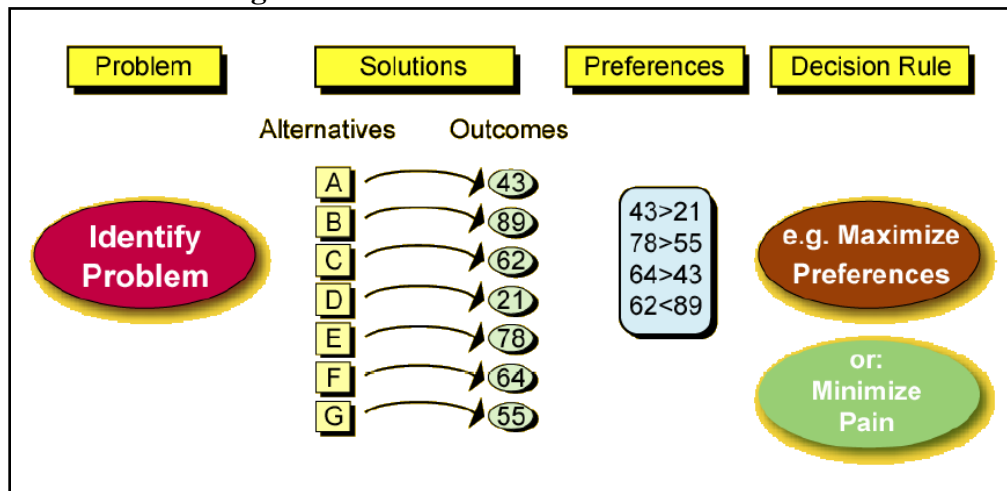 Problem
Solutions
Preferences
Decision Rule
Alternatives
Outcomes
A
43
B
89
C
62
D
21
E
78
F
64
G
55
Identify
Problem
43>21
78>55
64>43
62<89
e.g. Maximize
Preferences
or:
Minimize
Pain